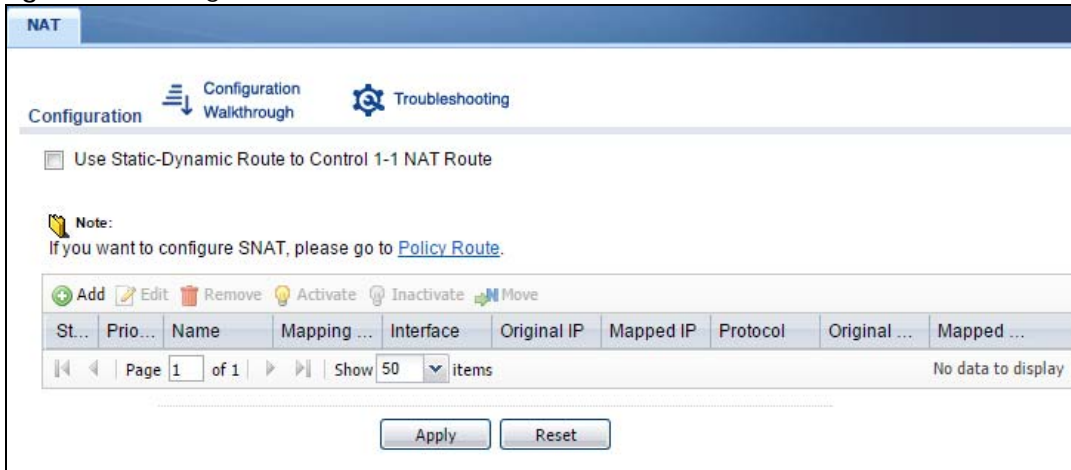 NAT
Configuration
Configuration Walkthrough
Troubleshooting
Use Static-Dynamic Route to Control 1-1 NAT Route
Note:
If you want to configure SNAT, please go to Policy Route.
Add Edit Remove Activate Inactivate Move
St... Prio... Name Mapping ... Interface Original IP Mapped IP Protocol Original ... Mapped ...
Page 1 of 1 Show 50 items No data to display
Apply Reset